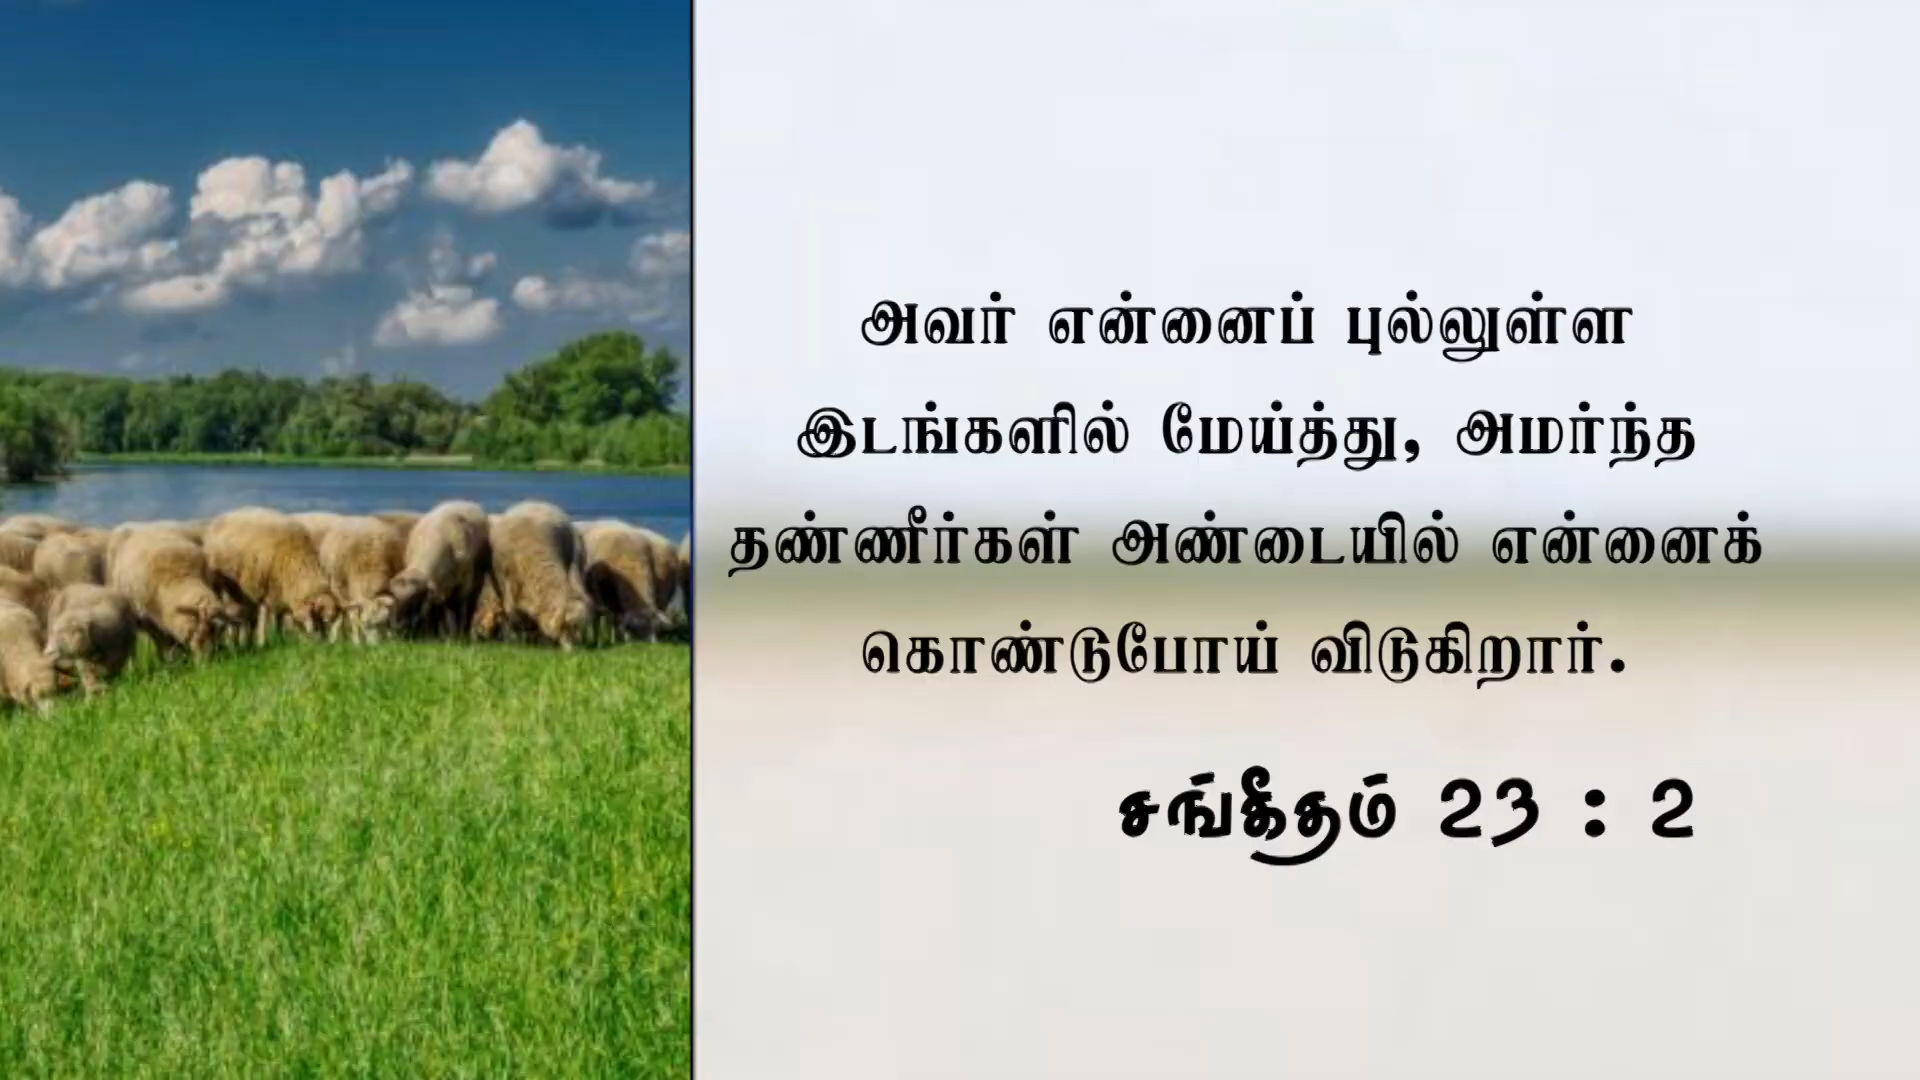 அவர் என்னைப் புல்லுள்ள
இடங்களில் மேய்த்து, அமர்ந்த
தண்ணீர்கள் அண்டையில் என்னைக்
கொண்டுபோய் விடுகிறார்.
சங்கீதம் 23 : 2